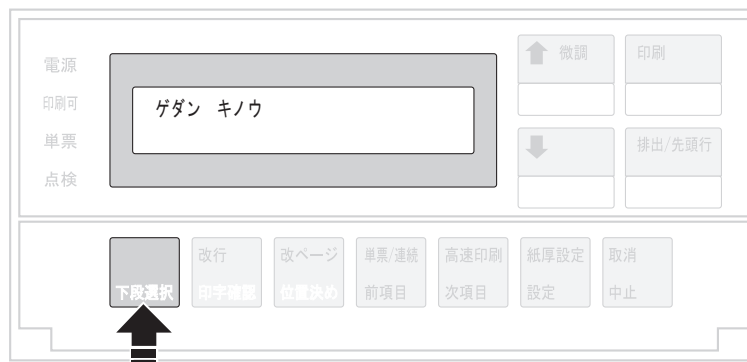 電源
印刷可
単票
点検
ゲダン キノウ
微調
印刷
排出/先頭行
下段選択
改行
印字確認
改ページ
位置決め
単票/連続
前項目
高速印刷
次項目
紙厚設定
設定
取消
中止